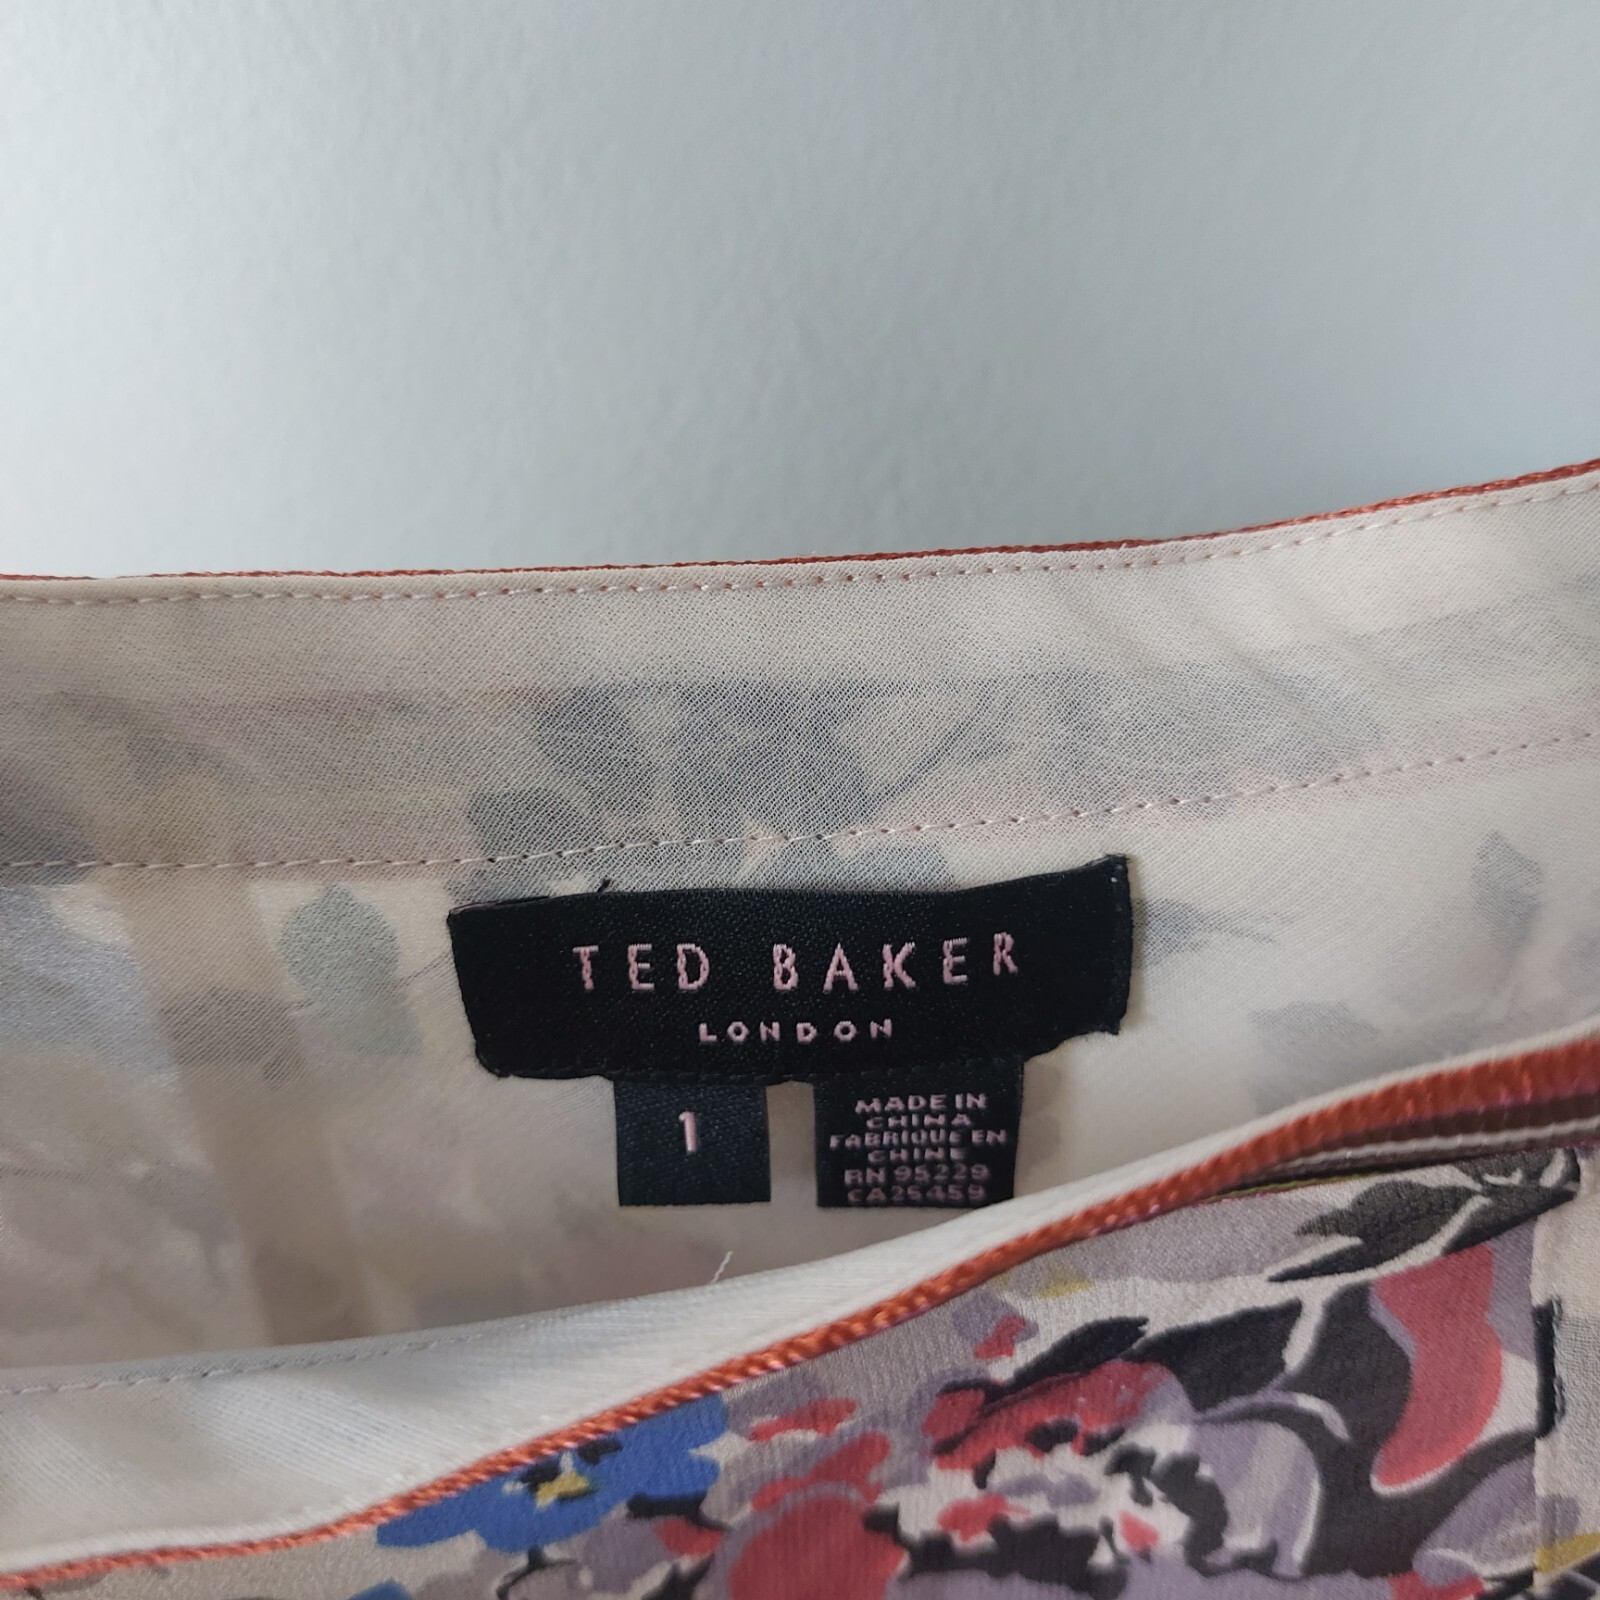 TED BAKER
LONDON
1
MADE IN
CHINA
FABRIQUE EN
CHINE
RN 95229
CA25459